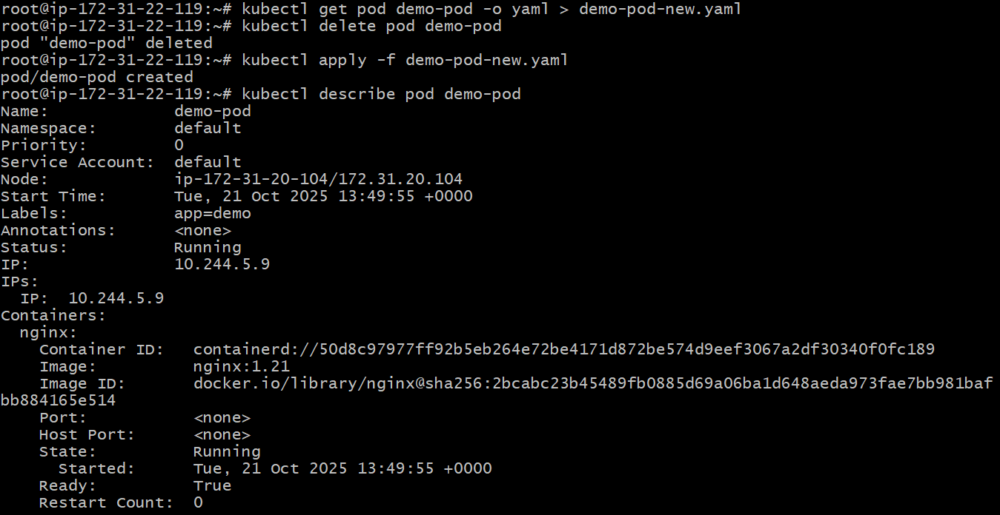 root@ip-172-31-22-119:~# kubectl get pod demo-pod -o yaml > demo-pod-new.yaml
root@ip-172-31-22-119:~# kubectl delete pod demo-pod
pod "demo-pod" deleted
root@ip-172-31-22-119:~# kubectl apply -f demo-pod-new.yaml
pod/demo-pod created
root@ip-172-31-22-119:~# kubectl describe pod demo-pod
Name:             demo-pod
Namespace:        default
Priority:         0
Service Account:  default
Node:             ip-172-31-20-104/172.31.20.104
Start Time:       Tue, 21 Oct 2025 13:49:55 +0000
Labels:           app=demo
Annotations:      <none>
Status:           Running
IP:               10.244.5.9
IPs:
  IP:  10.244.5.9
Containers:
  nginx:
    Container ID:   containerd://50d8c97977ff92b5eb264e72be4171d872be574d9eef3067a2df30340f0fc189
    Image:          nginx:1.21
    Image ID:       docker.io/library/nginx@sha256:2bcabc23b45489fb0885d69a06ba1d648aeda973fae7bb981baf
bb884165e514
    Port:           <none>
    Host Port:      <none>
    State:          Running
      Started:      Tue, 21 Oct 2025 13:49:55 +0000
    Ready:          True
    Restart Count:  0